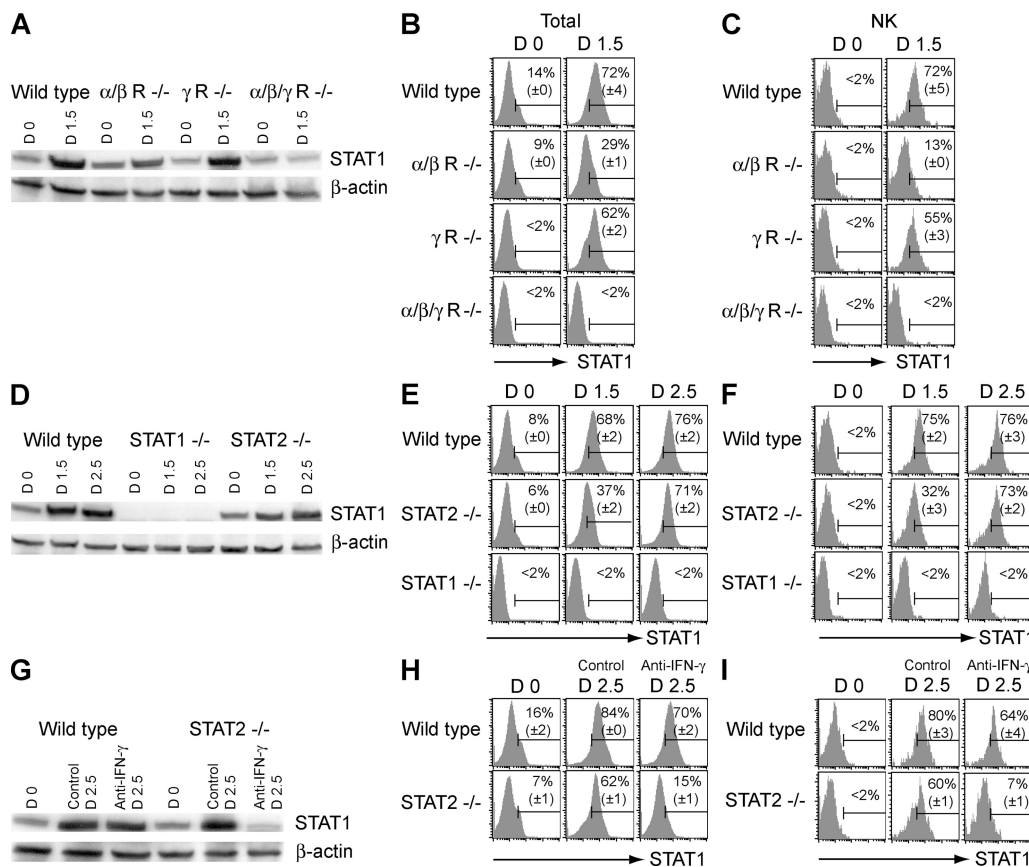 A
Wild type α/β R -/- γ R -/- α/β/γ R -/-
D 0 D 1.5 D 0 D 1.5 D 0 D 1.5 D 0 D 1.5
STAT1
β-actin
B
Total
D 0 D 1.5
Wild type 14% (±0) 72% (±4)
α/β R -/- 9% (±0) 29% (±1)
γ R -/- <2% 62% (±2)
α/β/γ R -/- <2% <2%
STAT1
C
NK
D 0 D 1.5
<2% 72% (±5)
<2% 13% (±0)
<2% 55% (±3)
<2% <2%
STAT1
D
Wild type STAT1 -/- STAT2 -/-
D 0 D 1.5 D 2.5 D 0 D 1.5 D 2.5 D 0 D 1.5 D 2.5
STAT1
β-actin
E
D 0 D 1.5 D 2.5
Wild type 8% (±0) 68% (±2) 76% (±2)
STAT2 -/- 6% (±0) 37% (±2) 71% (±2)
STAT1 -/- <2% <2% <2%
STAT1
F
D 0 D 1.5 D 2.5
Wild type <2% 75% (±2) 76% (±3)
STAT2 -/- <2% 32% (±3) 73% (±2)
STAT1 -/- <2% <2% <2%
STAT1
G
Wild type STAT2 -/-
D 0 Control D 2.5 Anti-IFN-γ D 2.5 D 0 Control D 2.5 Anti-IFN-γ D 2.5
STAT1
β-actin
H
Control Anti-IFN-γ
D 0 D 2.5 D 2.5
Wild type 16% (±2) 84% (±0) 70% (±2)
STAT2 -/- 7% (±1) 62% (±1) 15% (±1)
STAT1
I
Control Anti-IFN-γ
D 0 D 2.5 D 2.5
Wild type <2% 80% (±3) 64% (±4)
STAT2 -/- <2% 60% (±1) 7% (±1)
STAT1